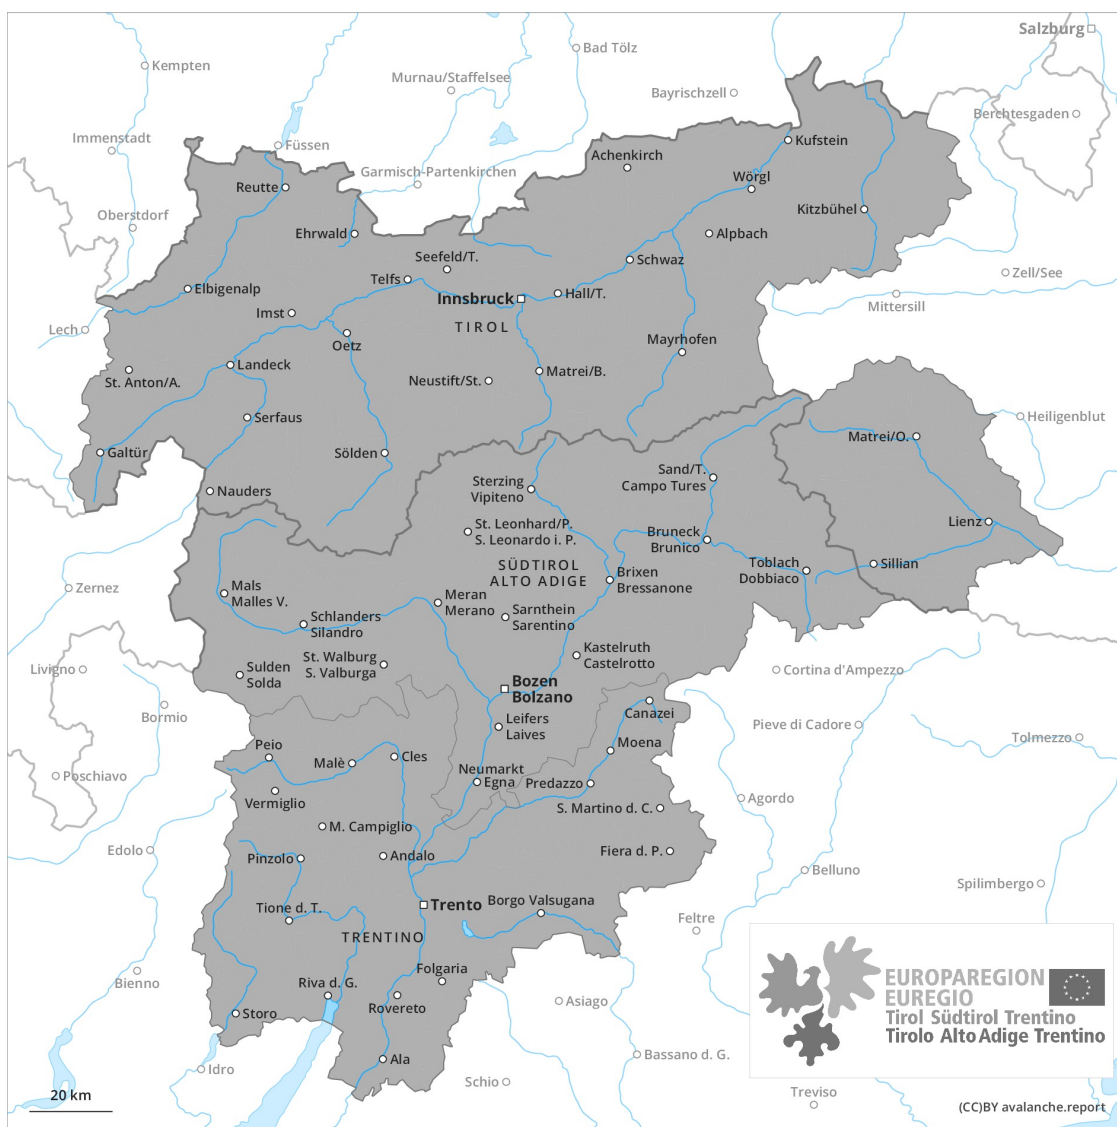 Salzburg
Bad Tölz
Kempten
Murnau/Staffelsee
Bayrischzell
Berchtesgaden
Immenstadt
Füssen
Kufstein
Achenkirch
Garmisch-Partenkirchen
Wörgl
Reutte
Oberstdorf
Kitzbühel
Ehrwald
Alpbach
Seefeld/T.
Schwaz
Zell/See
Telfs
Elbigenalp
Hall/T.
Innsbruck
Mittersill
Imst
TIROL
Lech
Oetz
Mayrhofen
Landeck
Matrei/B.
St. Anton/A.
Neustift/St.
Serfaus
Heiligenblut
Matrei/O.
Galtür
Sölden
Sand/T.
Campo Tures
Sterzing
Vipiteno
Nauders
St. Leonhard/P.
S. Leonardo i. P.
Lienz
Bruneck
Brunico
SÜDTIROL
ALTO ADIGE
Toblach
Dobbiaco
Sillian
Brixen
Bressanone
Zernez
Mals
Malles V.
Meran
Merano
Sarnthein
Sarentino
Schlanders
Silandro
Kastelruth
Castelrotto
St. Walburg
S. Valburga
Livigno
Sulden
Solda
Cortina d'Ampezzo
Bozen
Bolzano
Bormio
Canazei
Leifers
Laives
Pieve di Cadore
Tolmezzo
Moena
Peio
Cles
Malè
Neumarkt
Egna
Predazzo
Poschiavo
Vermiglio
Agordo
S. Martino d. C.
M. Campiglio
Edolo
Pinzolo
Andalo
Fiera d. P.
Belluno
Spilimbergo
Trento
Borgo Valsugana
Tione d. T.
Feltre
TRENTINO
Folgaria
Bienno
Riva d. G.
Rovereto
Asiago
Storo
Ala
Bassano d. G.
Idro
Schio
Treviso
EUROPAREGION
EUREGIO
Tirol Südtirol Trentino
Tirolo Alto Adige Trentino
20 km
(CC)BY avalanche.report